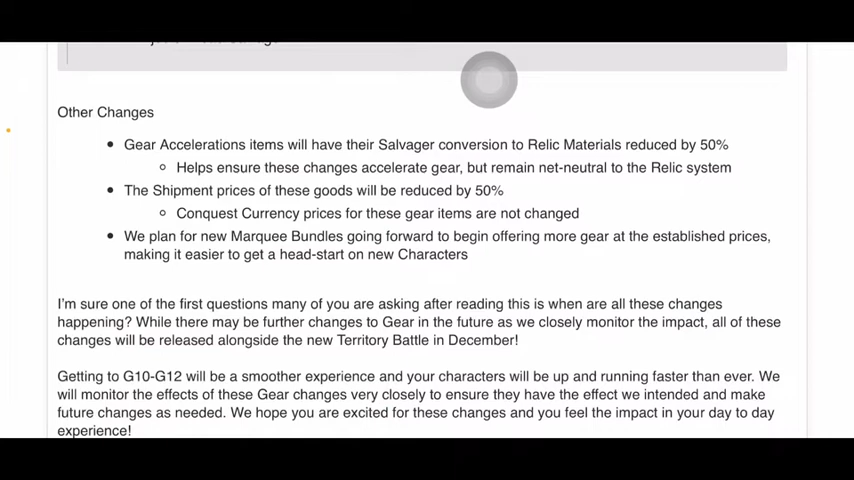 Other Changes
Gear Accelerations items will have their Salvager conversion to Relic Materials reduced by 50%
Helps ensure these changes accelerate gear, but remain net-neutral to the Relic system
The Shipment prices of these goods will be reduced by 50%
Conquest Currency prices for these gear items are not changed
We plan for new Marquee Bundles going forward to begin offering more gear at the established prices,
making it easier to get a head-start on new Characters
I'm sure one of the first questions many of you are asking after reading this is when are all these changes
happening? While there may be further changes to Gear in the future as we closely monitor the impact, all of these
changes will be released alongside the new Territory Battle in December!
Getting to G10-G12 will be a smoother experience and your characters will be up and running faster than ever. We
will monitor the effects of these Gear changes very closely to ensure they have the effect we intended and make
future changes as needed. We hope you are excited for these changes and you feel the impact in your day to day
experience!